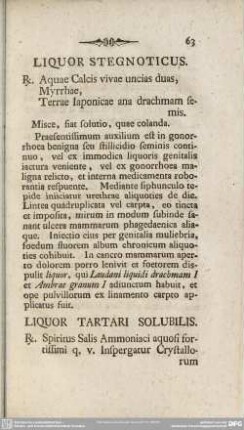 63
LIQUOR STEGNOTICUS.
℞. Aquae Calcis vivae uncias duas,
Myrrhae,
Terrae Iaponicae ana drachmam se-
mis.
Misce, fiat solutio, quae colanda.
Praesentissimum auxilium est in gonor-
rhoea benigna seu stillicidio seminis conti-
nuo, vel ex immodica liquoris genitalis
iactura veniente, vel ex gonorrhoea ma-
ligna relicto, et interna medicamenta robo-
rantia respuente. Mediante siphunculo te-
pide iniiciatur urethrae aliquoties de die.
Lintea quadruplicata vel carpta, eo tincta
et imposita, mirum in modum subinde sa-
nant ulcera mammarum phagedaenica alia-
que. Iniectio eius per genitalia muliebria,
foedum fluorem album chronicum aliquo-
ties cohibuit. In cancro mammarum aper-
to dolorem porro lenivit et foetorem dis-
pulit liquor, qui Laudani liquidi drachmam I
et Ambrae granum I adiunctum habuit, et
ope pulvillorum ex linamento carpto ap-
plicatus fuit.
LIQUOR TARTARI SOLUBILIS.
℞. Spiritus Salis Ammoniaci aquosi for-
tissimi q. v. Inspergatur Crystallo-
rum